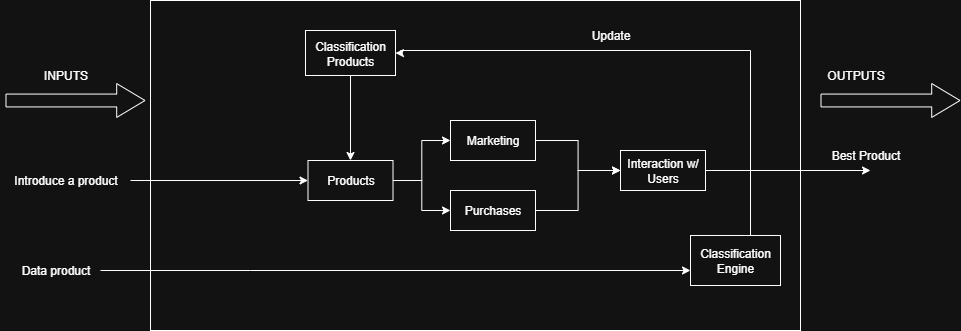 Update
Classification
Products
INPUTS
OUTPUTS
Marketing
Best Product
Interaction w/
Users
Introduce a product
Products
Purchases
Classification
Engine
Data product